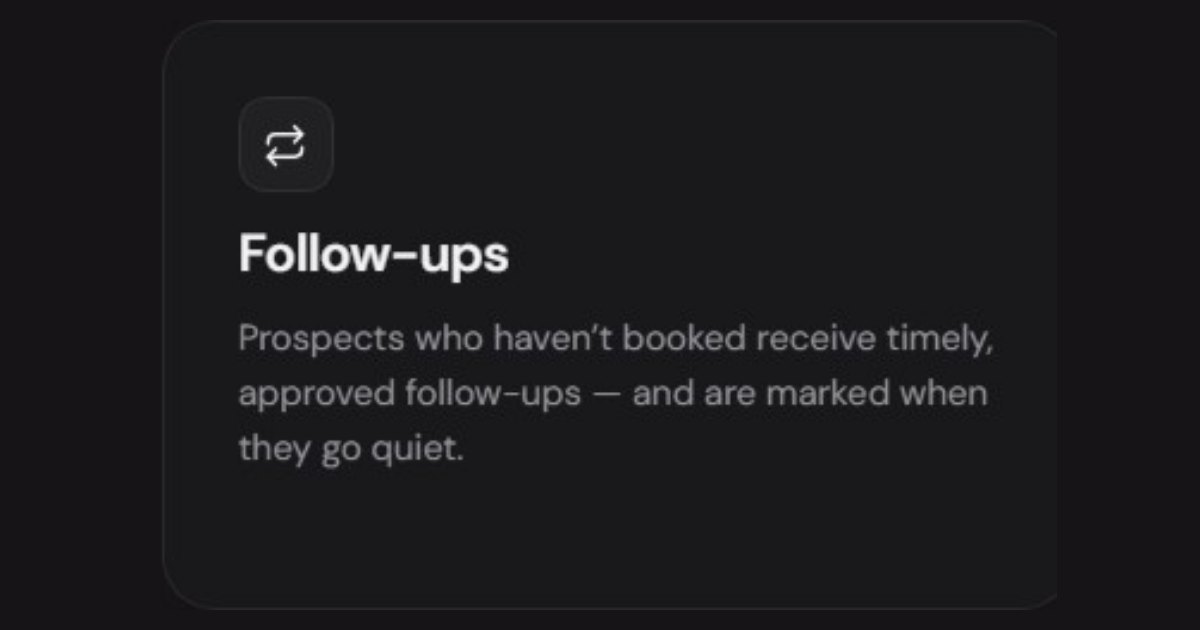 Follow-ups
Prospects who haven’t booked receive timely,
approved follow-ups — and are marked when
they go quiet.